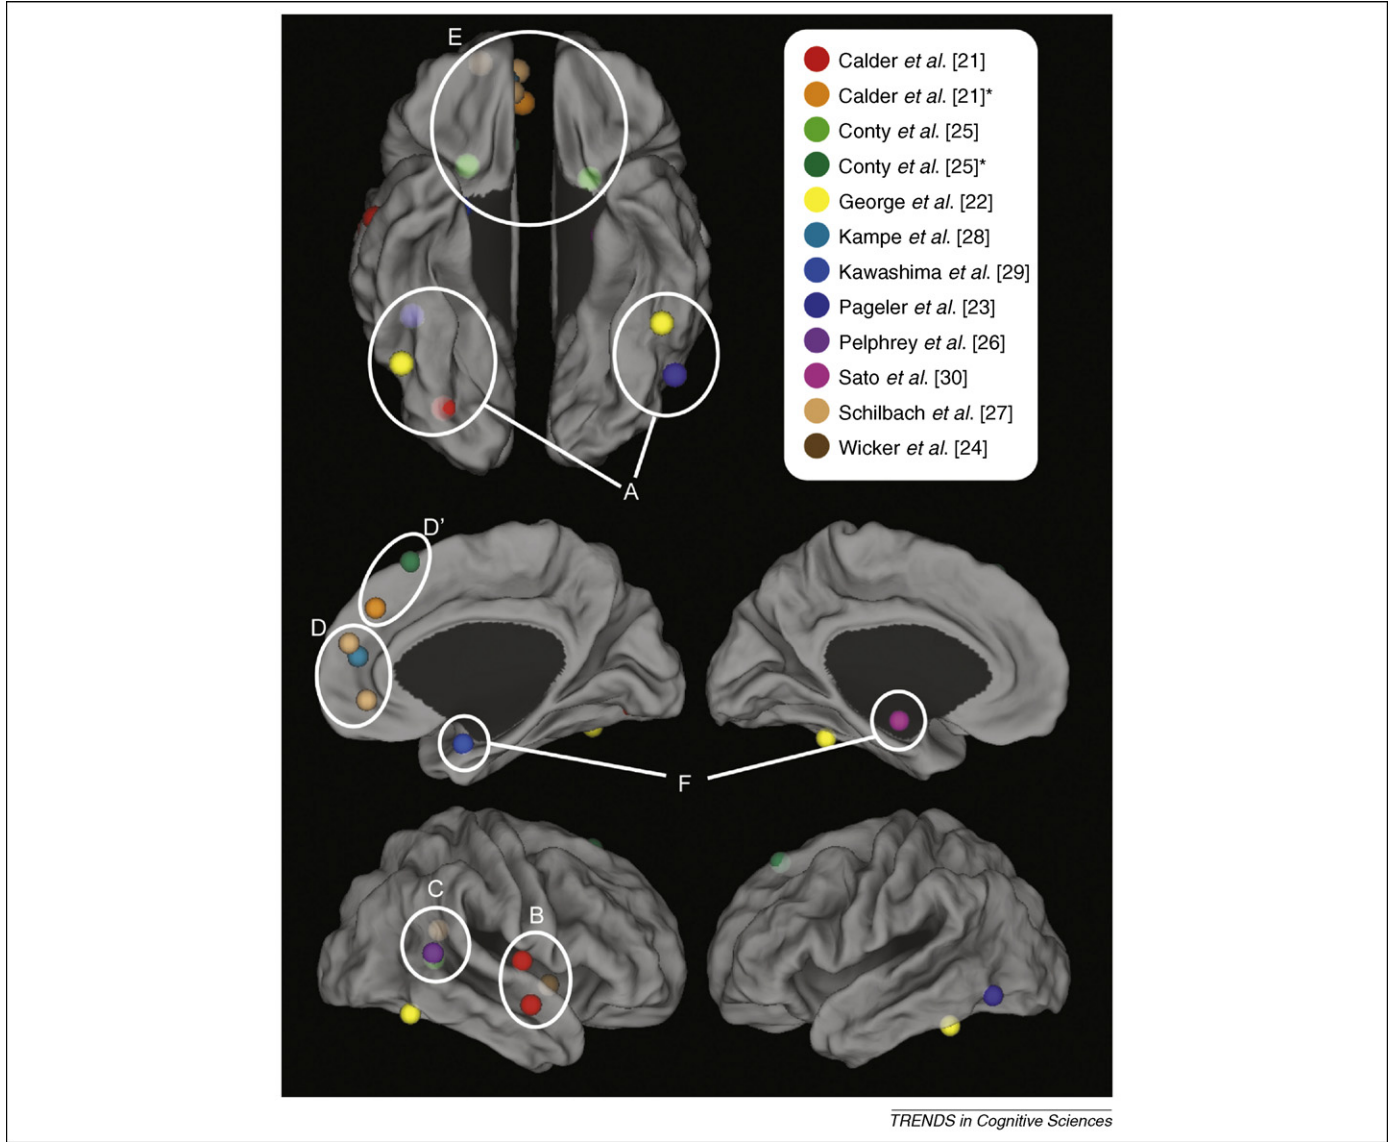 E
Calder et al. [21]
Calder et al. [21]*
Conty et al. [25]
Conty et al. [25]*
George et al. [22]
Kampe et al. [28]
Kawashima et al. [29]
Pageler et al. [23]
Pelphrey et al. [26]
Sato et al. [30]
Schilbach et al. [27]
Wicker et al. [24]
A
D'
D
F
C
B
TRENDS in Cognitive Sciences